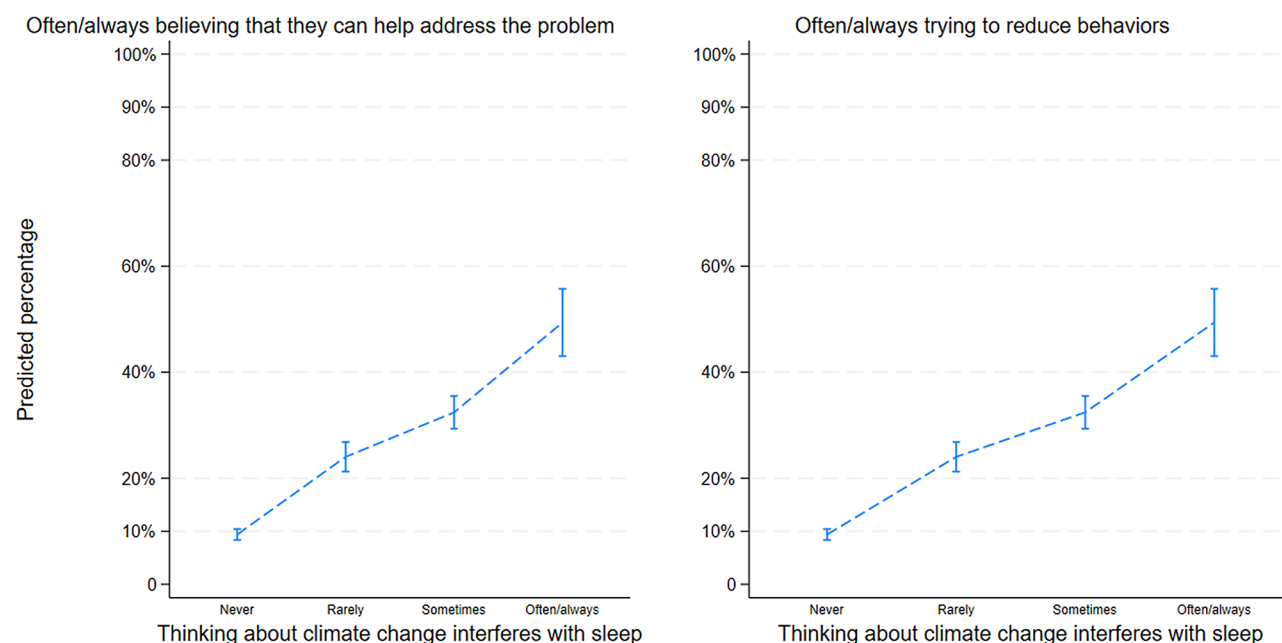 Often/always believing that they can help address the problem
100%
90%
80%
60%
40%
20%
10%
0
Predicted percentage
Never Rarely Sometimes Often/always
Thinking about climate change interferes with sleep
Often/always trying to reduce behaviors
100%
90%
80%
60%
40%
20%
10%
0
Never Rarely Sometimes Often/always
Thinking about climate change interferes with sleep